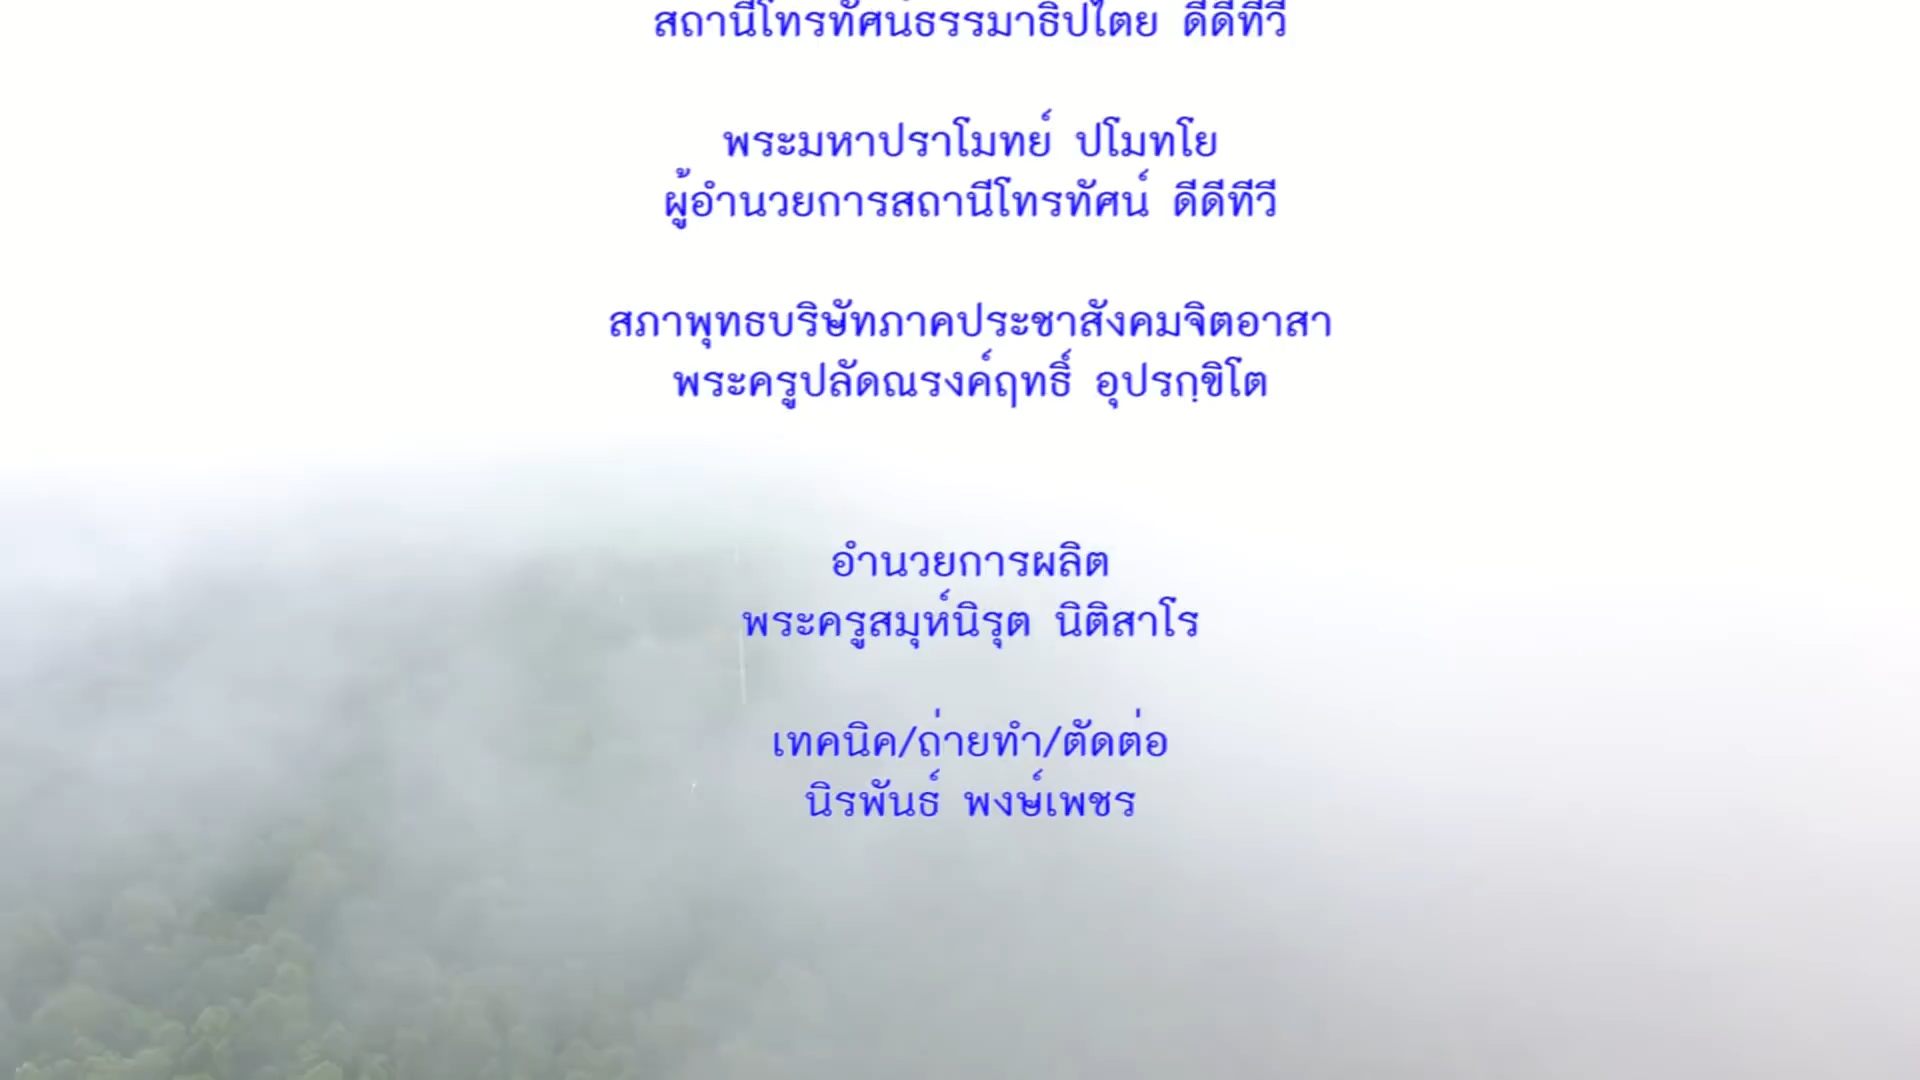 สถานีโทรทัศน์ธรรมาธิปไตย ดีดีทีวี
พระมหาปราโมทย์ ปโมทโย
ผู้อำนวยการสถานีโทรทัศน์ ดีดีทีวี
สภาพุทธบริษัทภาคประชาสังคมจิตอาสา
พระครูปลัดณรงค์ฤทธิ์ อุปรกฺขิโต
อำนวยการผลิต
พระครูสมุห์นิรุต นิติสาโร
เทคนิค/ถ่ายทำ/ตัดต่อ
นิรพันธ์ พงษ์เพชร